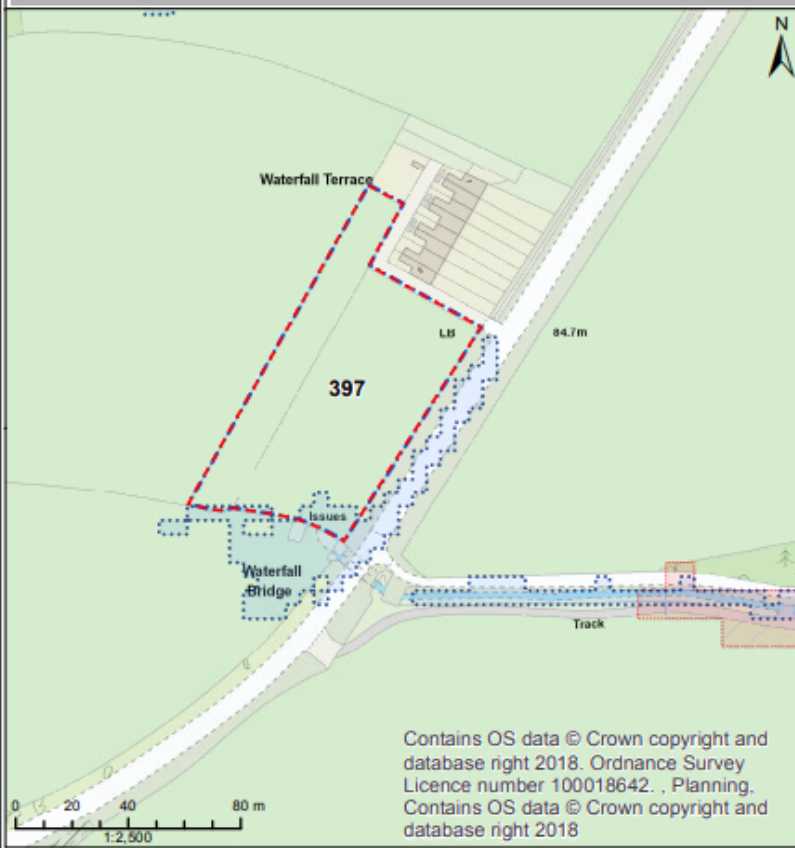 N
Waterfall Terrace
LB
84.7m
397
Issues
Waterfall
Bridge
Track
Contains OS data © Crown copyright and
database right 2018. Ordnance Survey
Licence number 100018642. , Planning,
Contains OS data © Crown copyright and
database right 2018
0 20 40 80 m
1:2,500